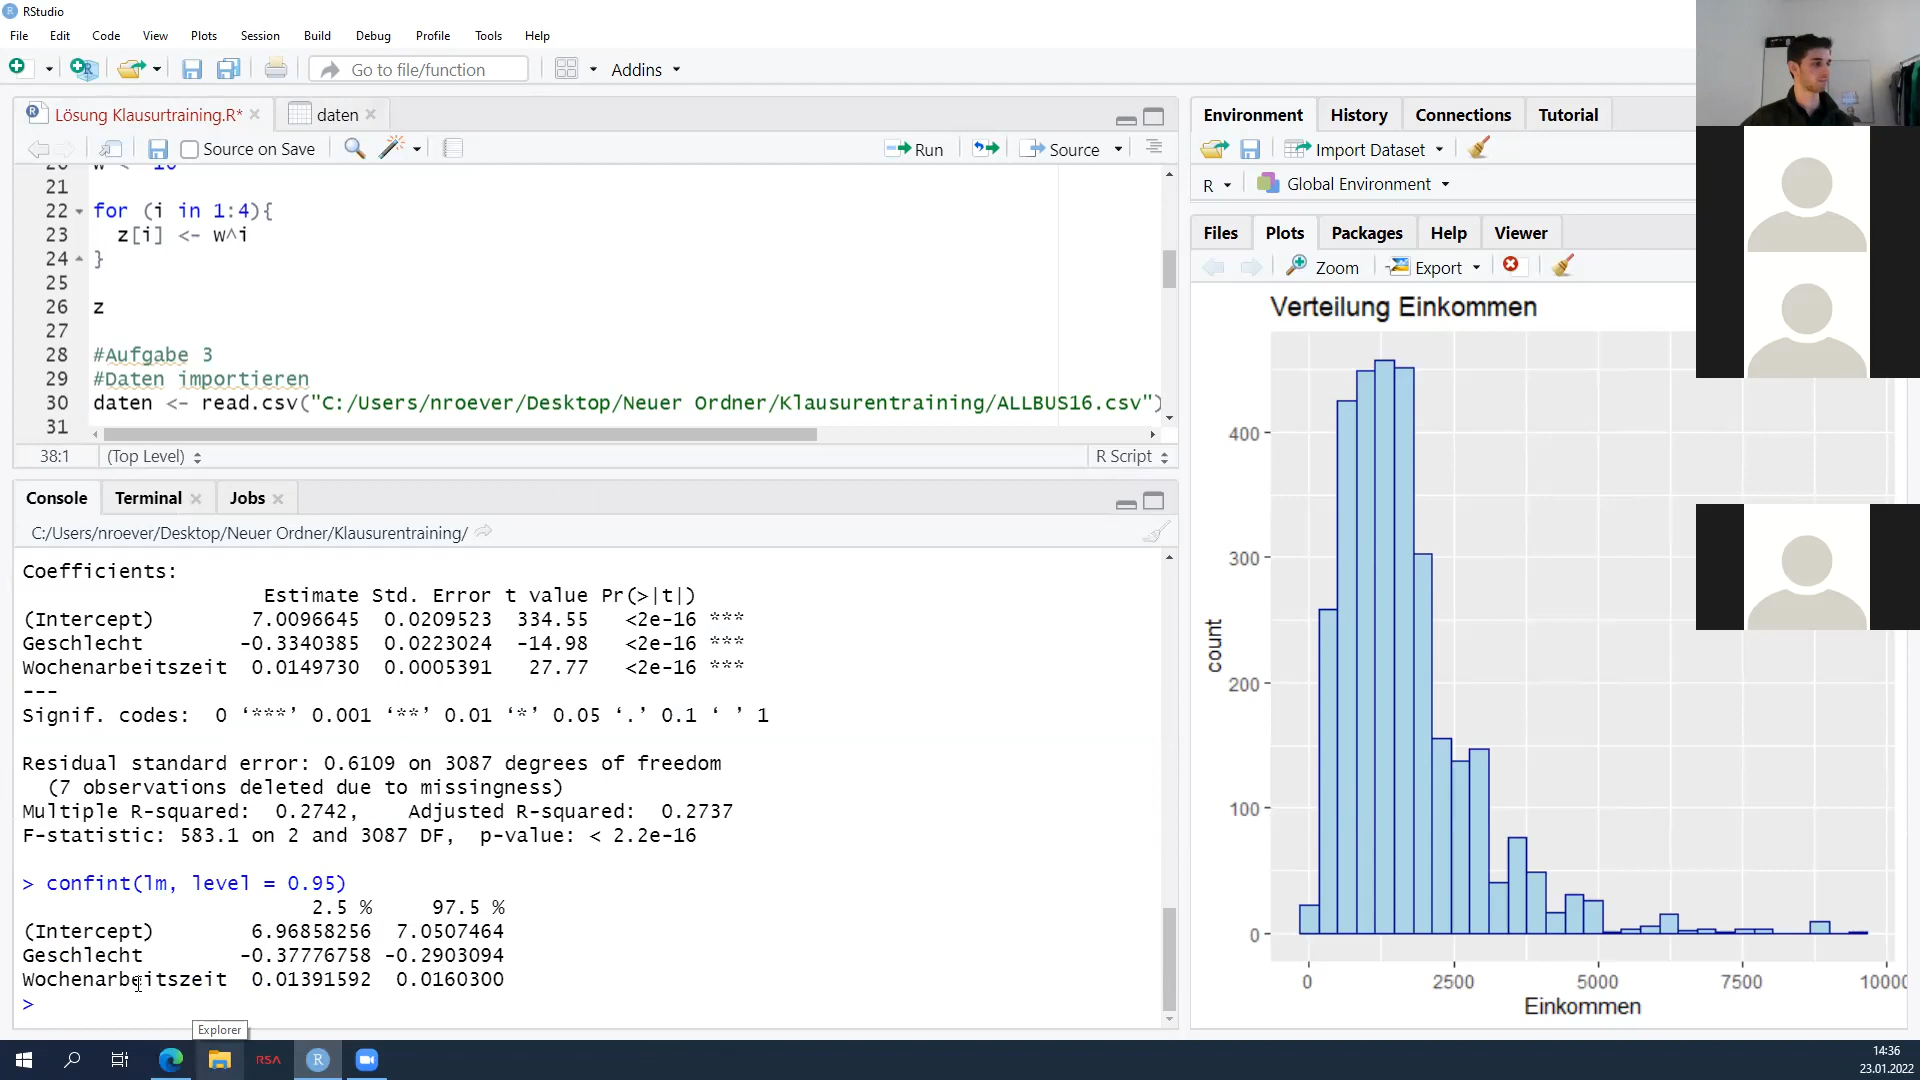 RStudio
File Edit Code View Plots Session Build Debug Profile Tools Help
Go to file/function Addins
Lösung Klausurtraining.R* daten
Source on Save Run Source
20 w <- 10
21
22 for (i in 1:4){
23 z[i] <- w^i
24 }
25
26 z
27
28 #Aufgabe 3
29 #Daten importieren
30 daten <- read.csv("C:/Users/nroever/Desktop/Neuer Ordner/Klausurentraining/ALLBUS16.csv")
31
38:1 (Top Level) R Script
Console Terminal Jobs
C:/Users/nroever/Desktop/Neuer Ordner/Klausurentraining/
Coefficients:
Estimate Std. Error t value Pr(>|t|)
(Intercept) 7.0096645 0.0209523 334.55 <2e-16 ***
Geschlecht -0.3340385 0.0223024 -14.98 <2e-16 ***
Wochenarbeitszeit 0.0149730 0.0005391 27.77 <2e-16 ***
---
Signif. codes: 0 ‘***’ 0.001 ‘**’ 0.01 ‘*’ 0.05 ‘.’ 0.1 ‘ ’ 1
Residual standard error: 0.6109 on 3087 degrees of freedom
(7 observations deleted due to missingness)
Multiple R-squared: 0.2742, Adjusted R-squared: 0.2737
F-statistic: 583.1 on 2 and 3087 DF, p-value: < 2.2e-16
> confint(lm, level = 0.95)
2.5 % 97.5 %
(Intercept) 6.96858256 7.0507464
Geschlecht -0.37776758 -0.2903094
Wochenarbeitszeit 0.01391592 0.0160300
>
Explorer
Environment History Connections Tutorial
Import Dataset
R Global Environment
Files Plots Packages Help Viewer
Zoom Export
Verteilung Einkommen
400
300
200
100
0
count
0 2500 5000 7500 10000
Einkommen
RSA
14:36
23.01.2022